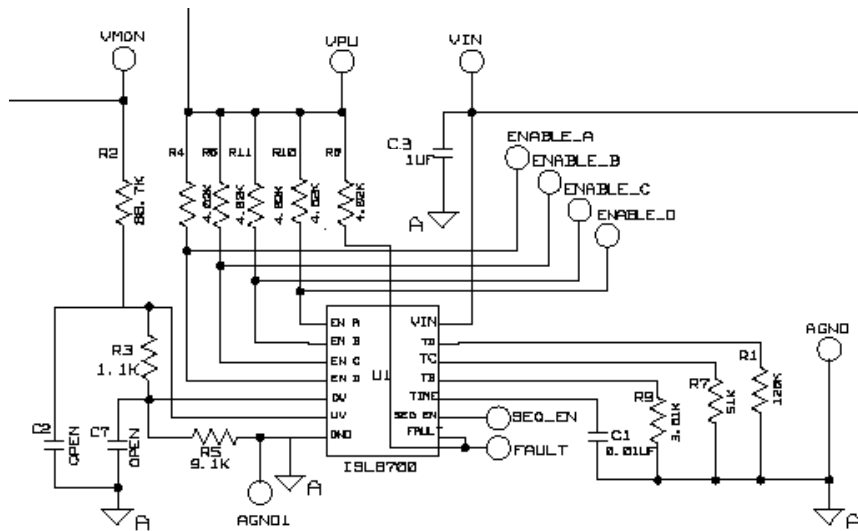 VMON
VPU
VIN
R2
88.7K
R4
R6
R11
R10
R8
4.02K
4.02K
4.02K
4.02K
4.02K
C3
1UF
A
ENABLE_A
ENABLE_B
ENABLE_C
ENABLE_D
R3
1.1K
EN A
EN B
EN C
EN D
OV
UV
GND
U1
VIN
TD
TC
TB
TIME
SEQ EN
FAULT
ISL8700
C2
OPEN
C7
OPEN
R5
9.1K
A
A
AGND1
SEQ_EN
FAULT
C1
0.01UF
R9
3.01K
R7
51K
R1
120K
AGND
A